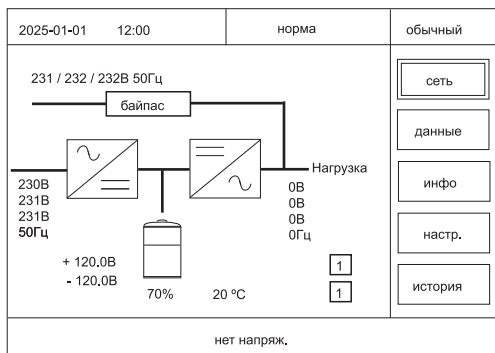 2025-01-01 12:00 норма обычный
231 / 232 / 232В 50Гц
байпас
сеть
данные
инфо
настр.
история
Нагрузка
230В
231В
231В
50Гц
0В
0В
0В
0Гц
+ 120.0В
- 120.0В
70%
20 ºC
1
1
нет напряж.